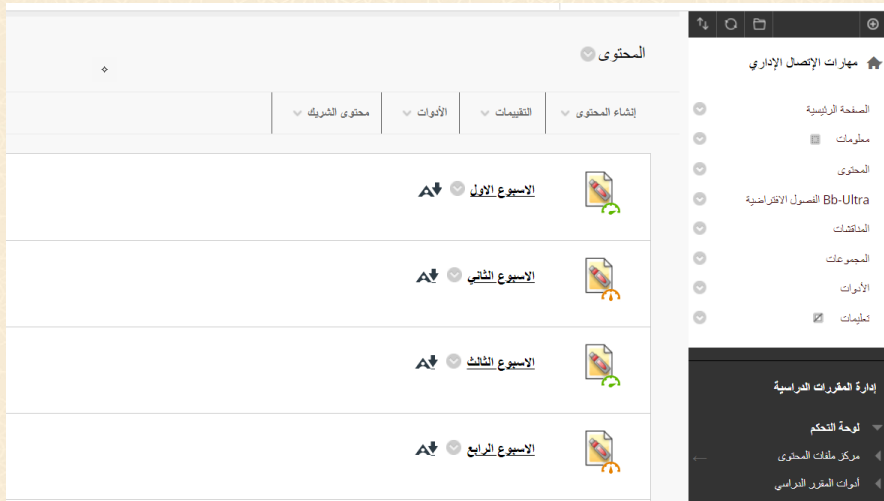 مهارات الإتصال الإداري
الصفحة الرئيسية
معلومات
المحتوى
Bb-Ultra الفصول الافتراضية
المناقشات
المجموعات
الأدوات
تعليمات
إدارة المقررات الدراسية
لوحة التحكم
مركز ملفات المحتوى
أدوات المقرر الدراسي
المحتوى
إنشاء المحتوى التقييمات الأدوات محتوى الشريك
الاسبوع الاول
الاسبوع الثاني
الاسبوع الثالث
الاسبوع الرابع